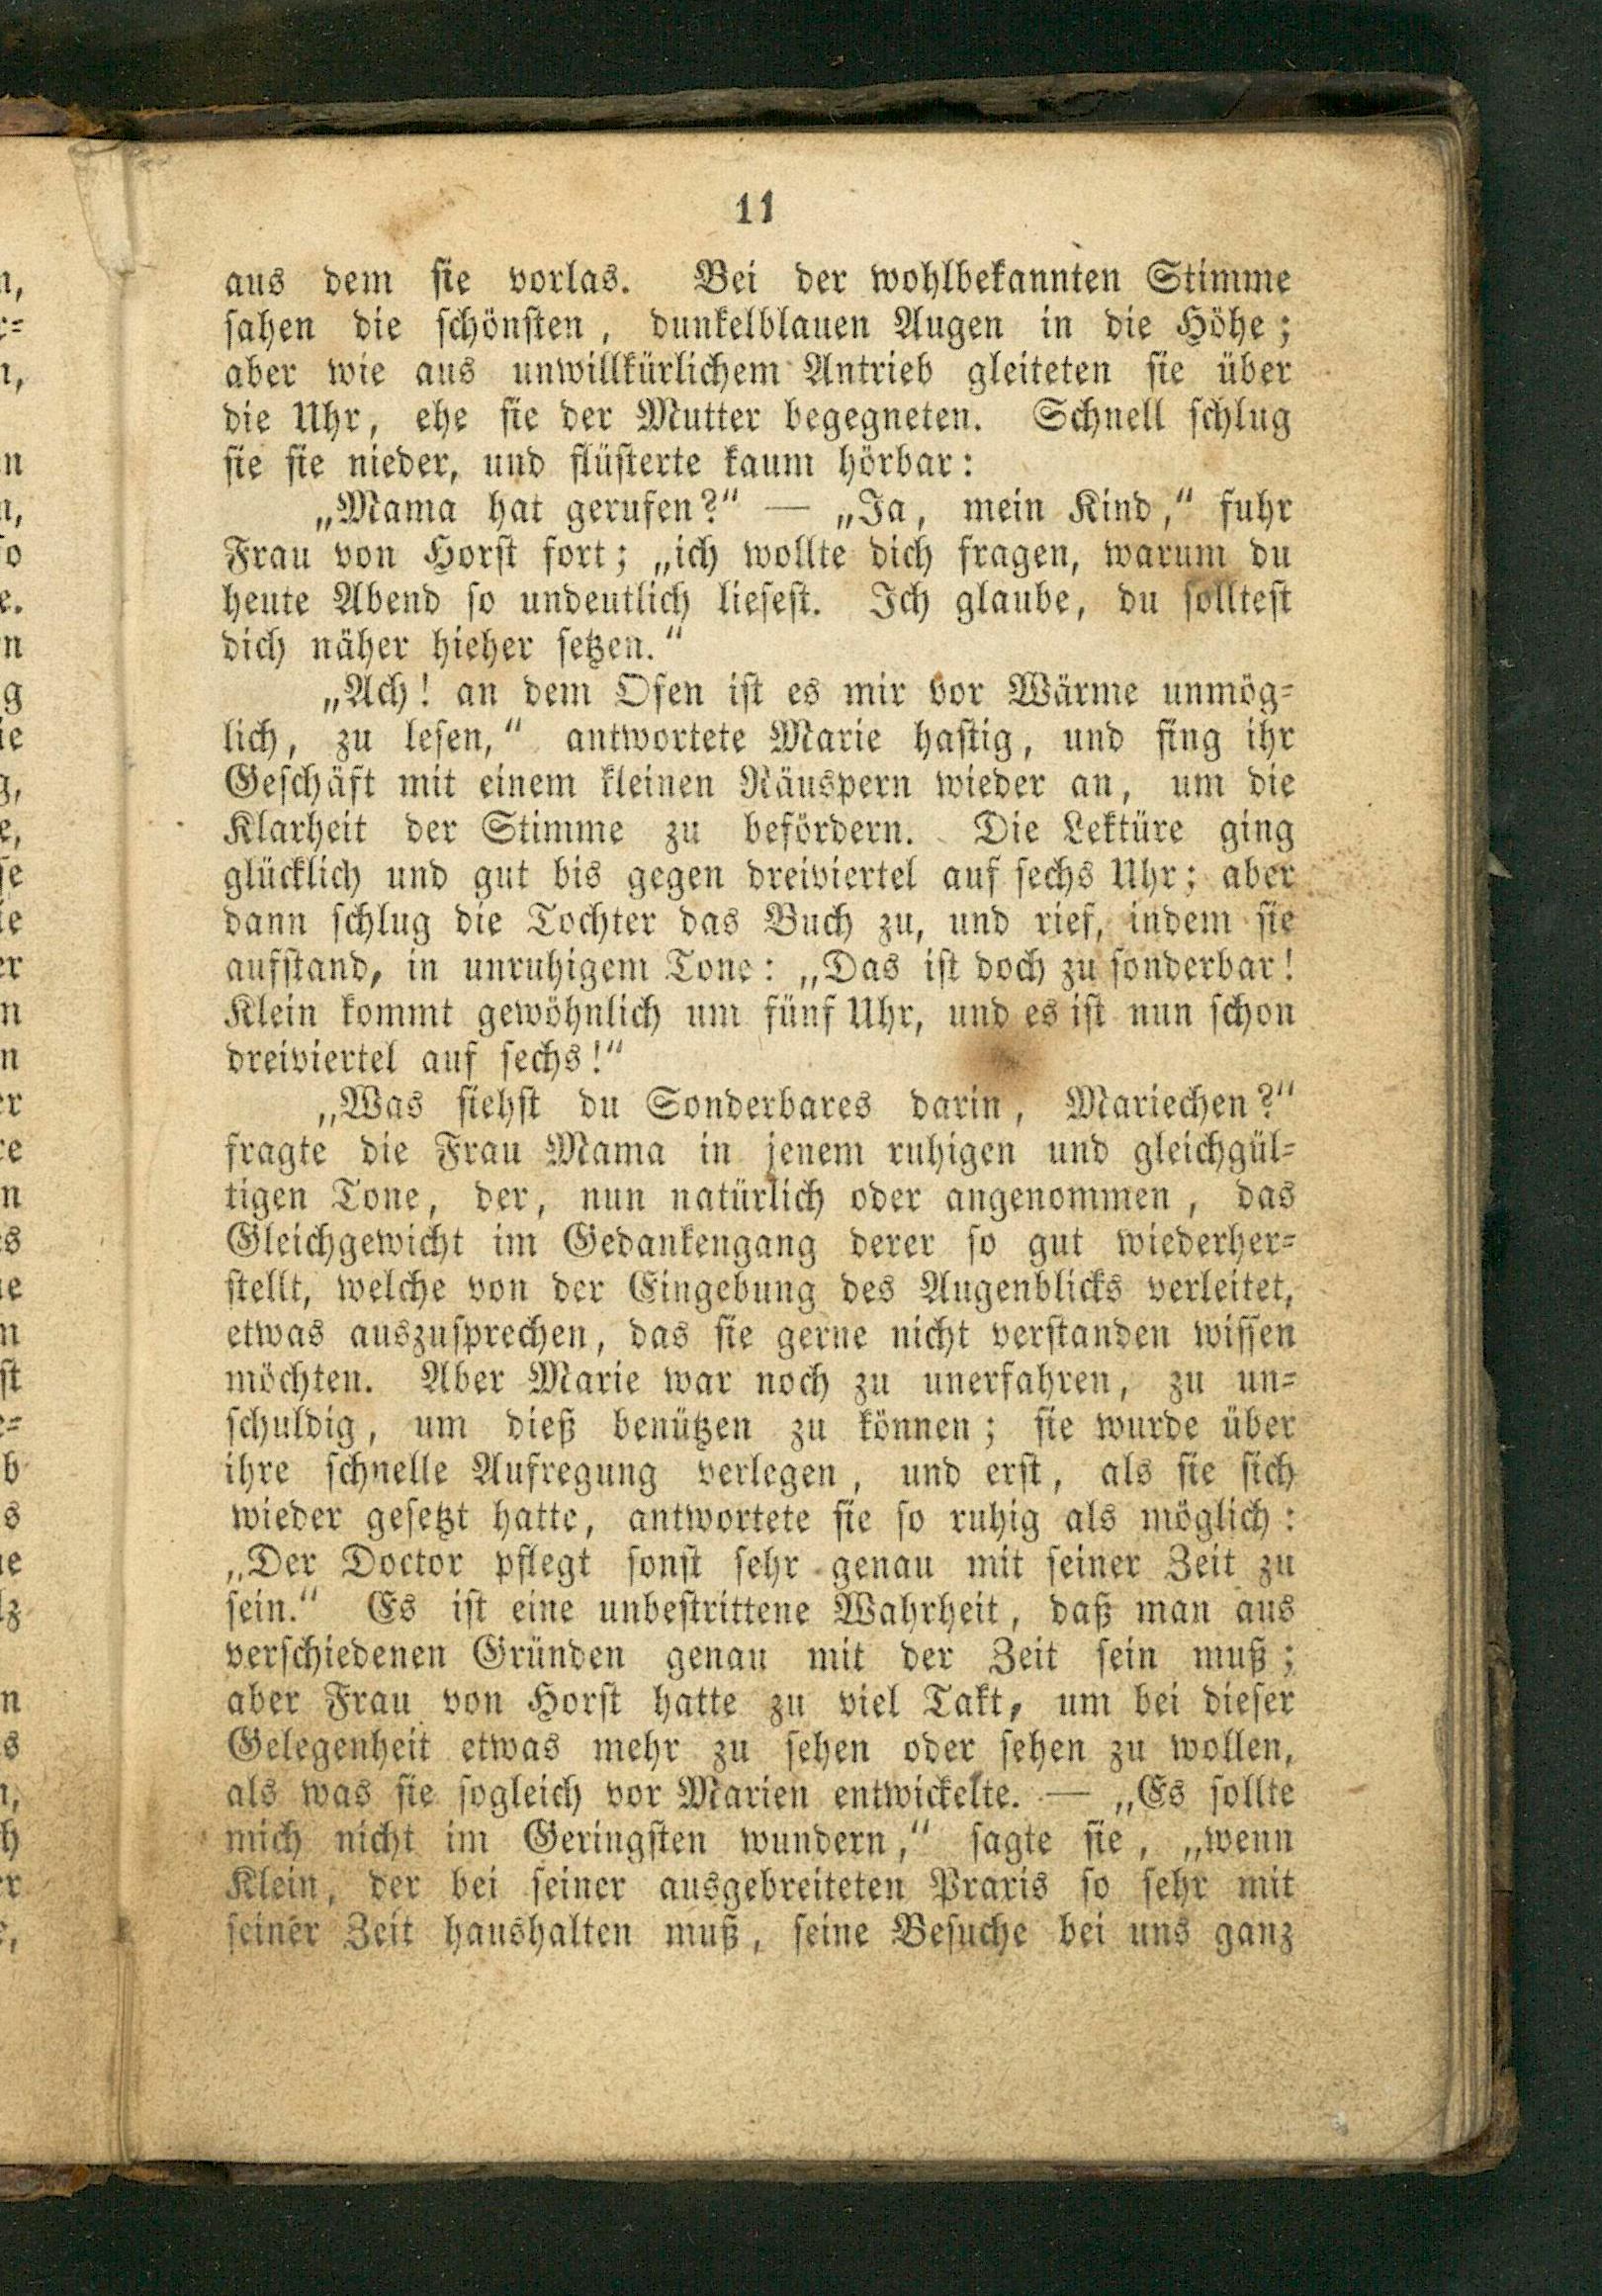 11
aus dem sie vorlas. Bei der wohlbekannten Stimme
sahen die schönsten, dunkelblauen Augen in die Höhe;
aber wie aus unwillkürlichem Antrieb gleiteten sie über
die Uhr, ehe sie der Mutter begegneten. Schnell schlug
sie sie nieder, und flüsterte kaum hörbar:
„Mama hat gerufen?“ — „Ja, mein Kind,“ fuhr
Frau von Horst fort; „ich wollte dich fragen, warum du
heute Abend so undeutlich liesest. Ich glaube, du solltest
dich näher hieher setzen.“
„Ach! an dem Ofen ist es mir vor Wärme unmög-
lich, zu lesen,“ antwortete Marie hastig, und fing ihr
Geschäft mit einem kleinen Räuspern wieder an, um die
Klarheit der Stimme zu befördern. Die Lektüre ging
glücklich und gut bis gegen dreiviertel auf sechs Uhr; aber
dann schlug die Tochter das Buch zu, und rief, indem sie
aufstand, in unruhigem Tone: „Das ist doch zu sonderbar!
Klein kommt gewöhnlich um fünf Uhr, und es ist nun schon
dreiviertel auf sechs!“
„Was siehst du Sonderbares darin, Mariechen?“
fragte die Frau Mama in jenem ruhigen und gleichgül-
tigen Tone, der, nun natürlich oder angenommen, das
Gleichgewicht im Gedankengang derer so gut wiederher-
stellt, welche von der Eingebung des Augenblicks verleitet,
etwas auszusprechen, das sie gerne nicht verstanden wissen
möchten. Aber Marie war noch zu unerfahren, zu un-
schuldig, um dieß benützen zu können; sie wurde über
ihre schnelle Aufregung verlegen, und erst, als sie sich
wieder gesetzt hatte, antwortete sie so ruhig als möglich:
„Der Doctor pflegt sonst sehr genau mit seiner Zeit zu
sein.“ Es ist eine unbestrittene Wahrheit, daß man aus
verschiedenen Gründen genau mit der Zeit sein muß;
aber Frau von Horst hatte zu viel Takt, um bei dieser
Gelegenheit etwas mehr zu sehen oder sehen zu wollen,
als was sie sogleich vor Marien entwickelte. — „Es sollte
mich nicht im Geringsten wundern,“ sagte sie, „wenn
Klein, der bei seiner ausgebreiteten Praxis so sehr mit
seiner Zeit haushalten muß, seine Besuche bei uns ganz